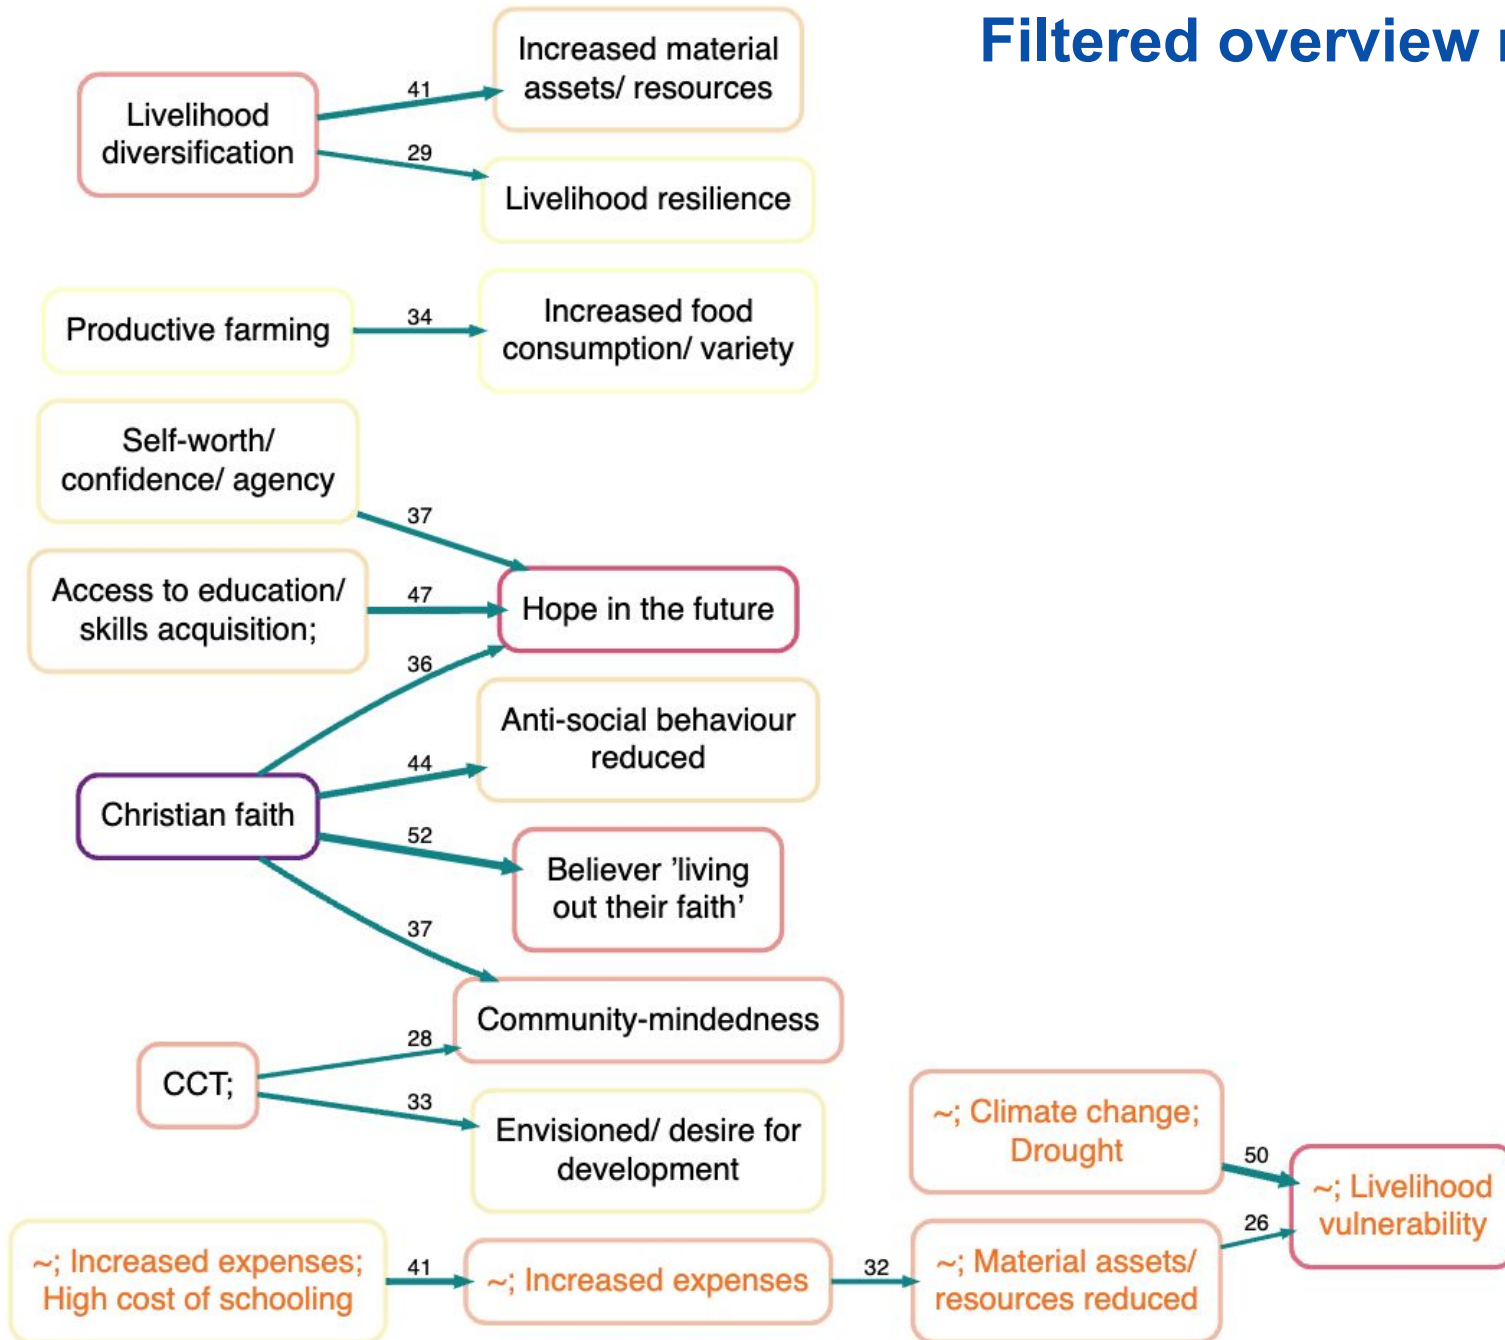 Filtered overview
Increased material
assets/ resources
41
Livelihood
diversification
29
Livelihood resilience
Productive farming
34
Increased food
consumption/ variety
Self-worth/
confidence/ agency
37
Access to education/
skills acquisition;
47
Hope in the future
36
Anti-social behaviour
reduced
44
Christian faith
52
Believer ’living
out their faith’
37
Community-mindedness
28
CCT;
33
Envisioned/ desire for
development
~; Climate change;
Drought
50
~; Livelihood
vulnerability
26
~; Increased expenses;
High cost of schooling
41
~; Increased expenses
32
~; Material assets/
resources reduced